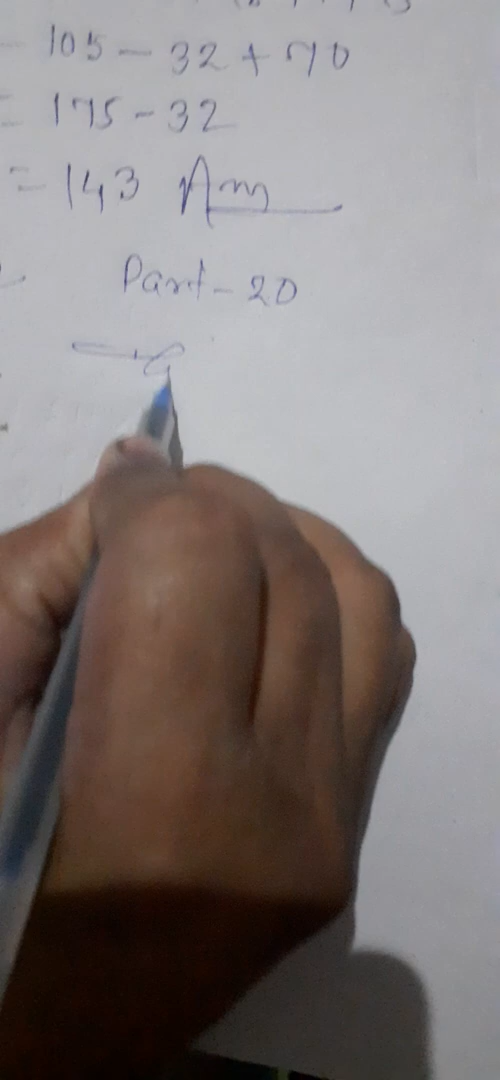 - 105 - 32 + 70
= 175 - 32
= 143 Ans
Part - 20